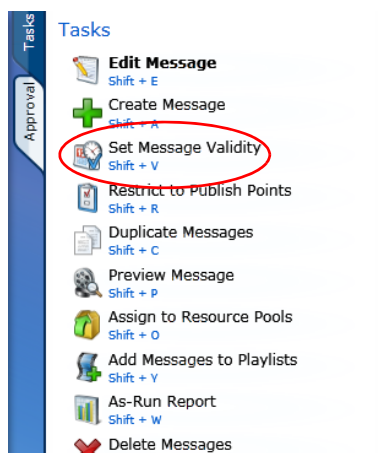 Tasks
Approval
Tasks
Edit Message
Shift + E
Create Message
Shift + A
Set Message Validity
Shift + V
Restrict to Publish Points
Shift + R
Duplicate Messages
Shift + C
Preview Message
Shift + P
Assign to Resource Pools
Shift + O
Add Messages to Playlists
Shift + Y
As-Run Report
Shift + W
Delete Messages